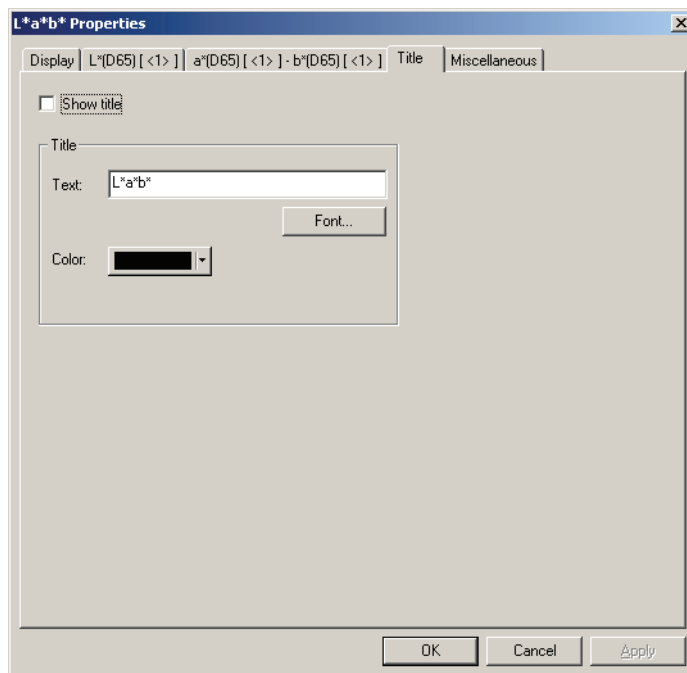 L*a*b* Properties
Display L*(D65) [ <1> ] a*(D65) [ <1> ] - b*(D65) [ <1> ] Title Miscellaneous
Show title
Title
Text: L*a*b*
Font...
Color:
OK Cancel Apply